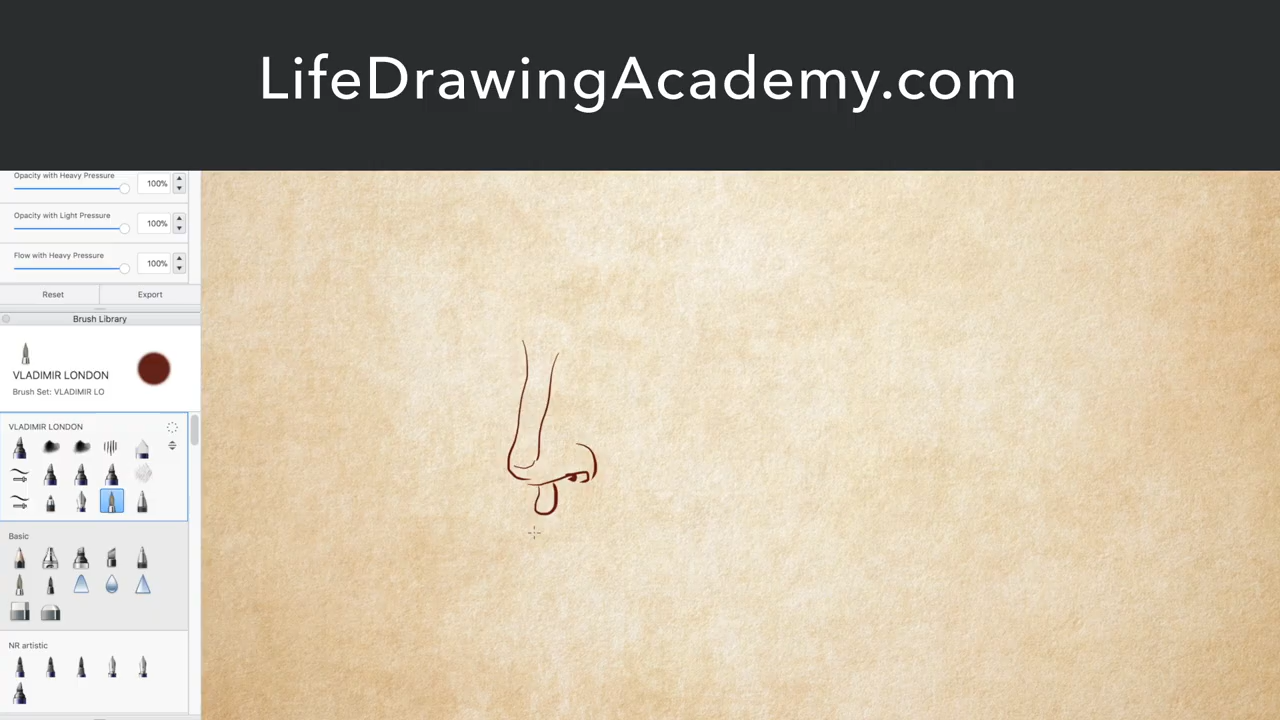 LifeDrawingAcademy.com
Opacity with Heavy Pressure
100%
Opacity with Light Pressure
100%
Flow with Heavy Pressure
100%
Reset Export
Brush Library
VLADIMIR LONDON
Brush Set: VLADIMIR LO
VLADIMIR LONDON
Basic
NR artistic